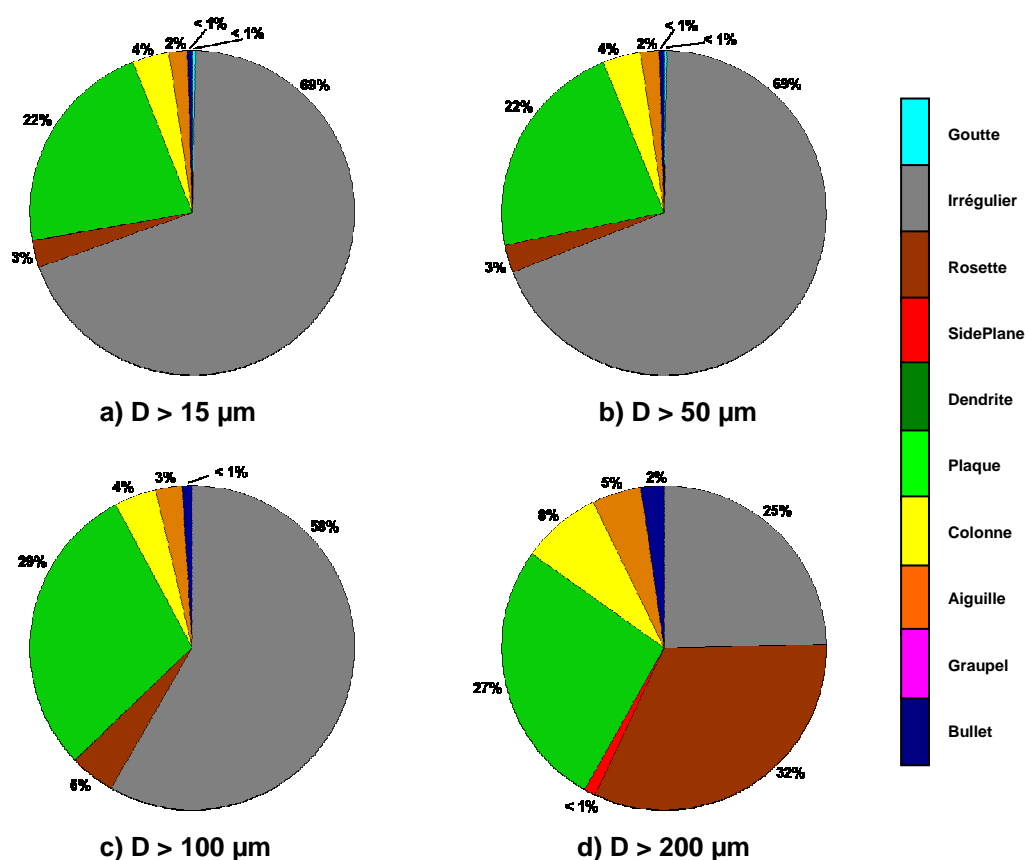 < 1%
< 1%
2%
4%
69%
22%
3%
a) D > 15 µm
< 1%
< 1%
2%
4%
69%
22%
3%
b) D > 50 µm
< 1%
3%
4%
58%
29%
5%
c) D > 100 µm
2%
5%
8%
25%
27%
32%
< 1%
d) D > 200 µm
Goutte
Irrégulier
Rosette
SidePlane
Dendrite
Plaque
Colonne
Aiguille
Graupel
Bullet